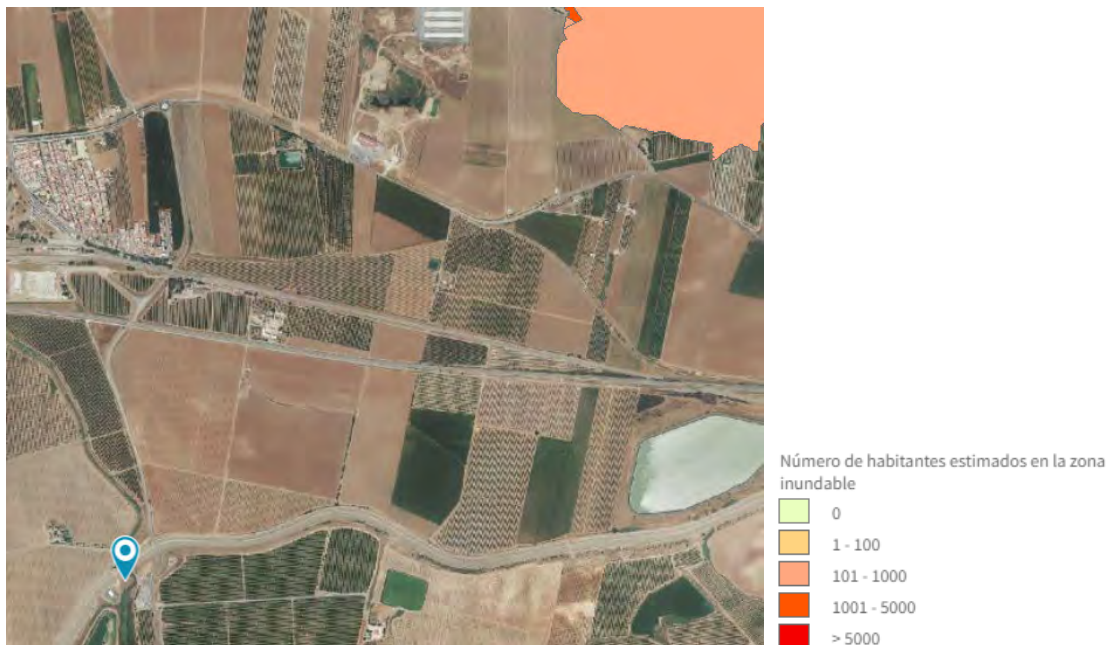 Número de habitantes estimados en la zona
inundable
0
1 - 100
101 - 1000
1001 - 5000
> 5000